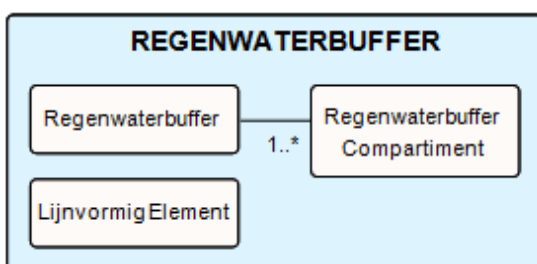 REGENWATERBUFFER
Regenwaterbuffer
1..*
Regenwaterbuffer
Compartiment
LijnvormigElement